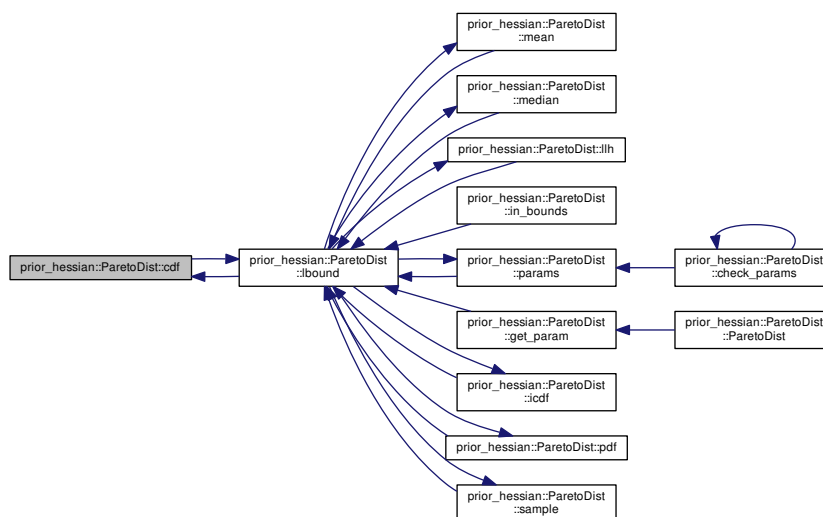 prior_hessian::ParetoDist::cdf
prior_hessian::ParetoDist
::lbound
prior_hessian::ParetoDist
::mean
prior_hessian::ParetoDist
::median
prior_hessian::ParetoDist::llh
prior_hessian::ParetoDist
::in_bounds
prior_hessian::ParetoDist
::params
prior_hessian::ParetoDist
::get_param
prior_hessian::ParetoDist
::icdf
prior_hessian::ParetoDist::pdf
prior_hessian::ParetoDist
::sample
prior_hessian::ParetoDist
::check_params
prior_hessian::ParetoDist
::ParetoDist